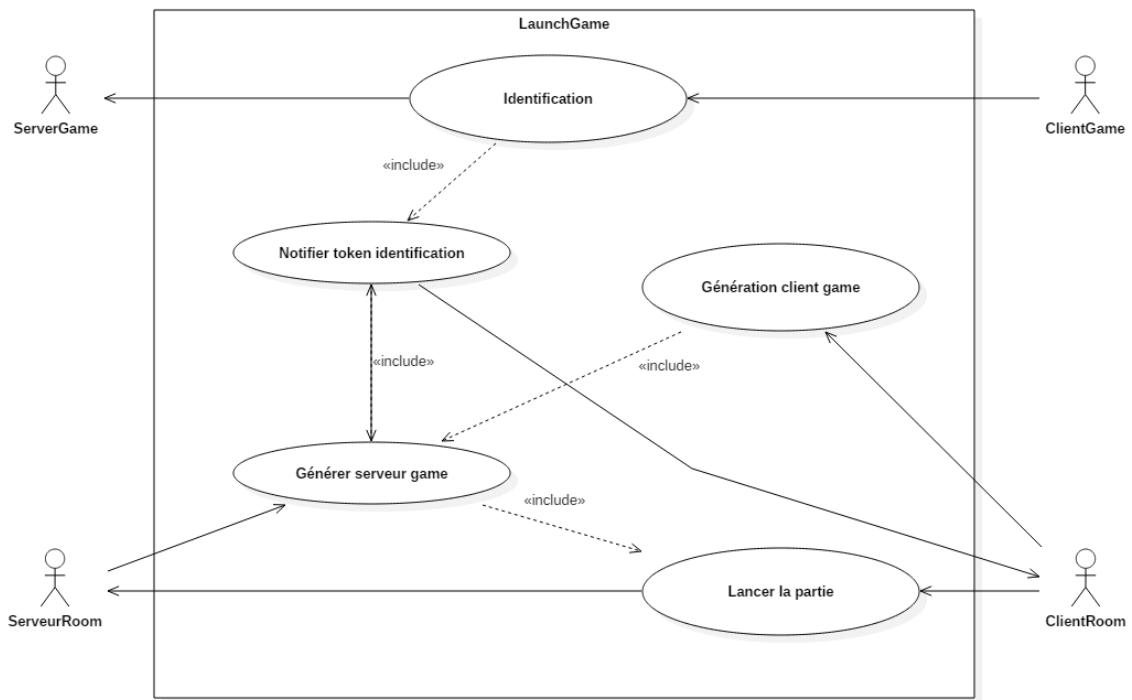 LaunchGame
Identification
ServerGame
ClientGame
«include»
Notifier token identification
Génération client game
«include»
«include»
Générer serveur game
«include»
Lancer la partie
ServeurRoom
ClientRoom